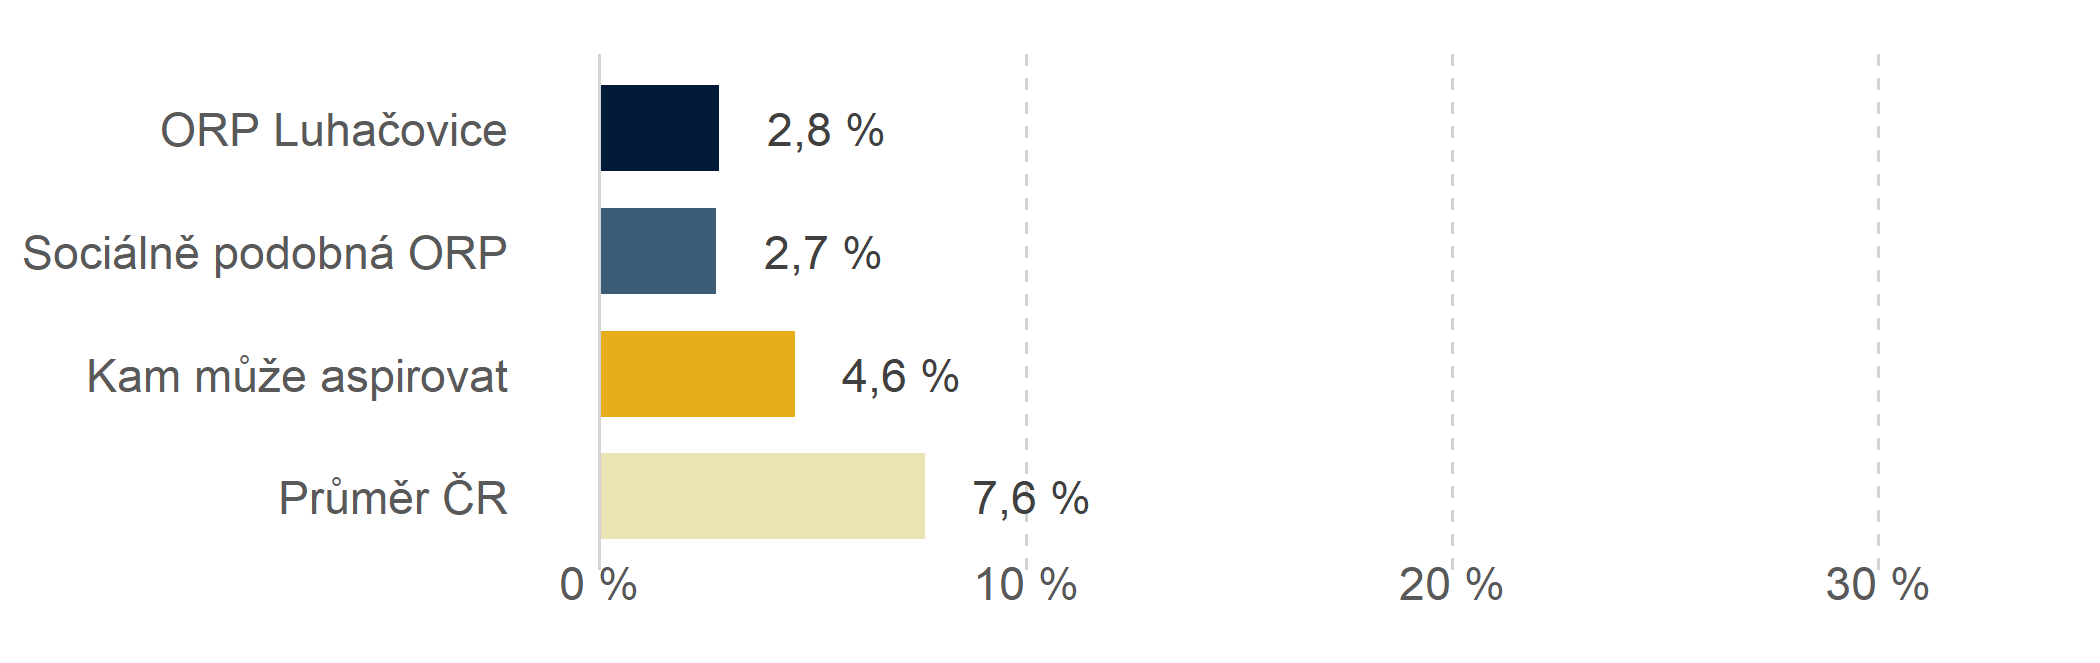 ORP Luhačovice 2,8 %
Sociálně podobná ORP 2,7 %
Kam může aspirovat 4,6 %
Průměr ČR 7,6 %
0 % 10 % 20 % 30 %